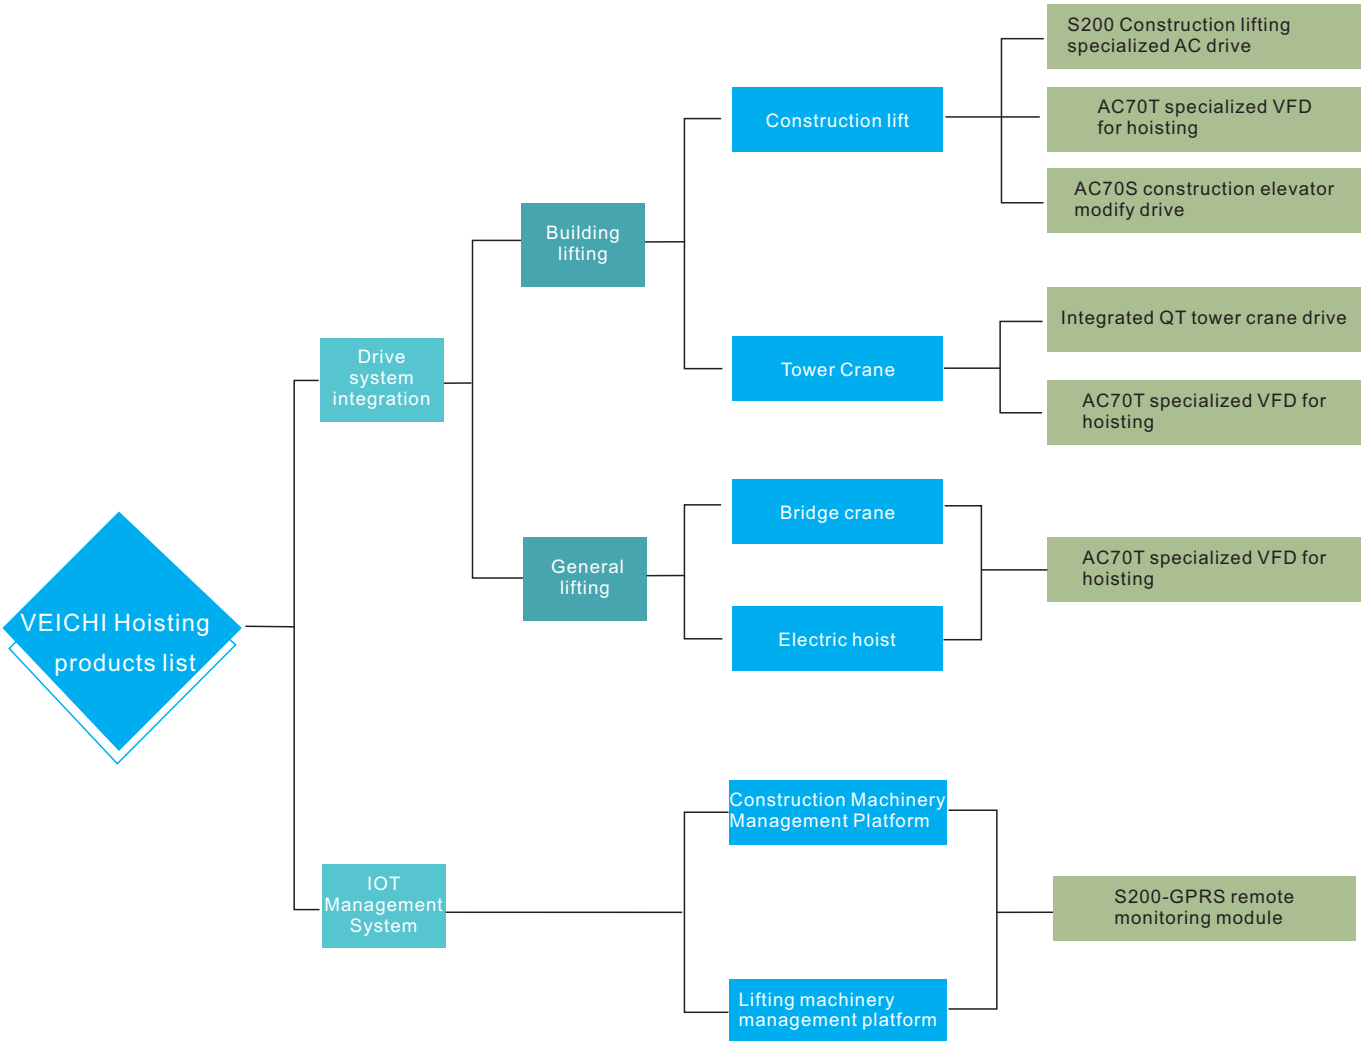 VEICHI Hoisting
products list
Drive
system
integration
IOT
Management
System
Building
lifting
General
lifting
Construction lift
Tower Crane
Bridge crane
Electric hoist
Construction Machinery
Management Platform
Lifting machinery
management platform
S200 Construction lifting
specialized AC drive
AC70T specialized VFD
for hoisting
AC70S construction elevator
modify drive
Integrated QT tower crane drive
AC70T specialized VFD for
hoisting
AC70T specialized VFD for
hoisting
S200-GPRS remote
monitoring module